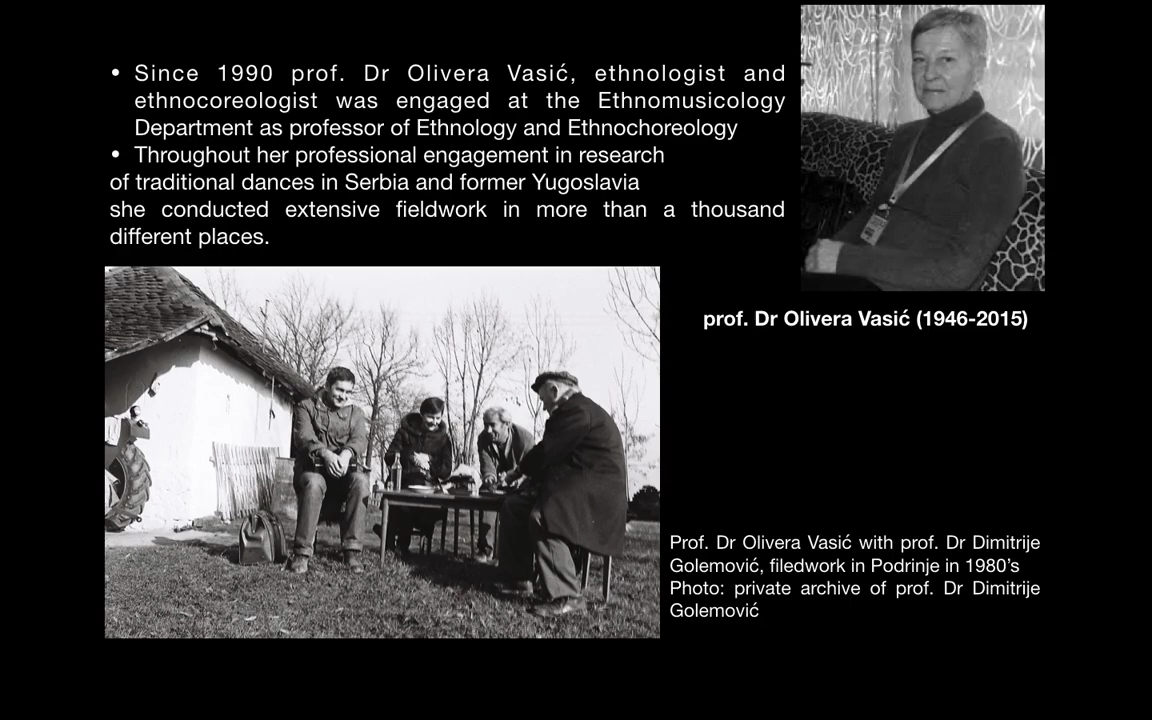 • Since 1990 prof. Dr Olivera Vasić, ethnologist and
ethnocoreologist was engaged at the Ethnomusicology
Department as professor of Ethnology and Ethnochoreology
• Throughout her professional engagement in research
of traditional dances in Serbia and former Yugoslavia
she conducted extensive fieldwork in more than a thousand
different places.
prof. Dr Olivera Vasić (1946-2015)
Prof. Dr Olivera Vasić with prof. Dr Dimitrije
Golemović, filedwork in Podrinje in 1980’s
Photo: private archive of prof. Dr Dimitrije
Golemović